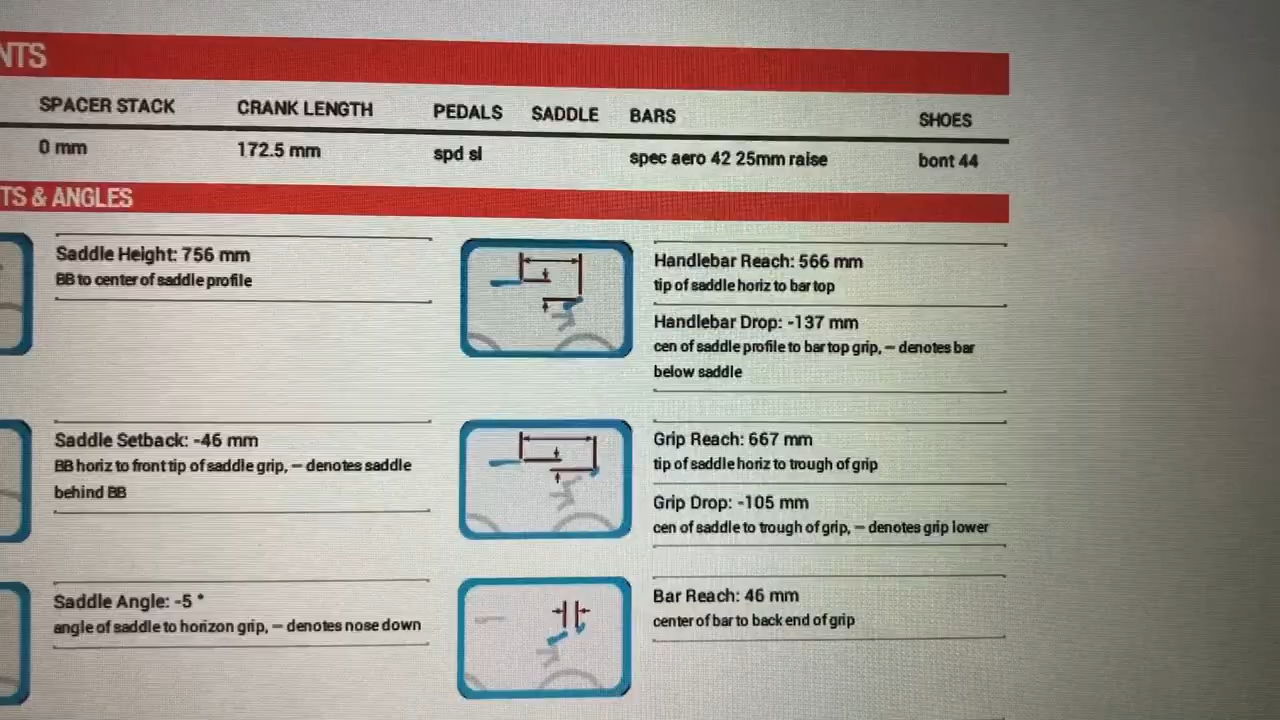 NTS
SPACER STACK CRANK LENGTH PEDALS SADDLE BARS SHOES
0 mm 172.5 mm spd sl spec aero 42 25mm raise bont 44
TS & ANGLES
Saddle Height: 756 mm
BB to center of saddle profile
Handlebar Reach: 566 mm
tip of saddle horiz to bar top
Handlebar Drop: -137 mm
cen of saddle profile to bar top grip, – denotes bar
below saddle
Saddle Setback: -46 mm
BB horiz to front tip of saddle grip, – denotes saddle
behind BB
Grip Reach: 667 mm
tip of saddle horiz to trough of grip
Grip Drop: -105 mm
cen of saddle to trough of grip, – denotes grip lower
Saddle Angle: -5 °
angle of saddle to horizon grip, – denotes nose down
Bar Reach: 46 mm
center of bar to back end of grip